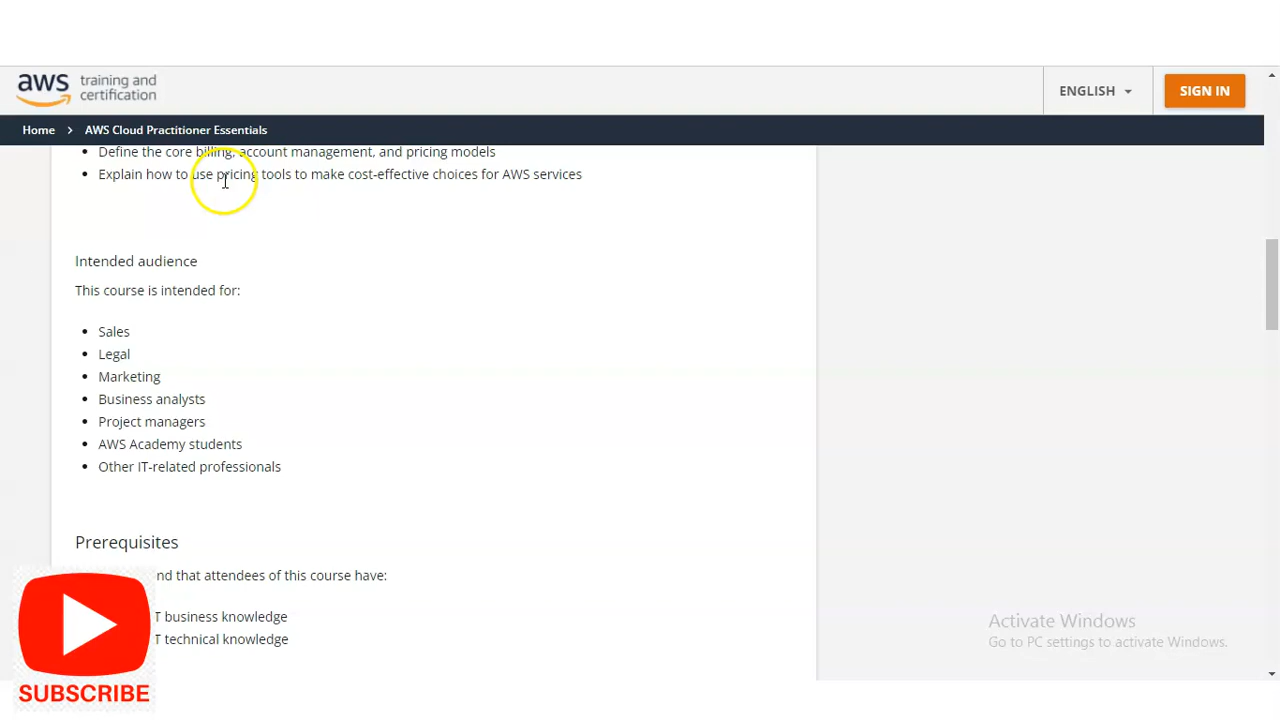 aws training and certification
ENGLISH
SIGN IN
Home > AWS Cloud Practitioner Essentials
• Define the core billing, account management, and pricing models
• Explain how to use pricing tools to make cost-effective choices for AWS services
Intended audience
This course is intended for:
• Sales
• Legal
• Marketing
• Business analysts
• Project managers
• AWS Academy students
• Other IT-related professionals
Prerequisites
that attendees of this course have:
business knowledge
technical knowledge
SUBSCRIBE
Activate Windows
Go to PC settings to activate Windows.